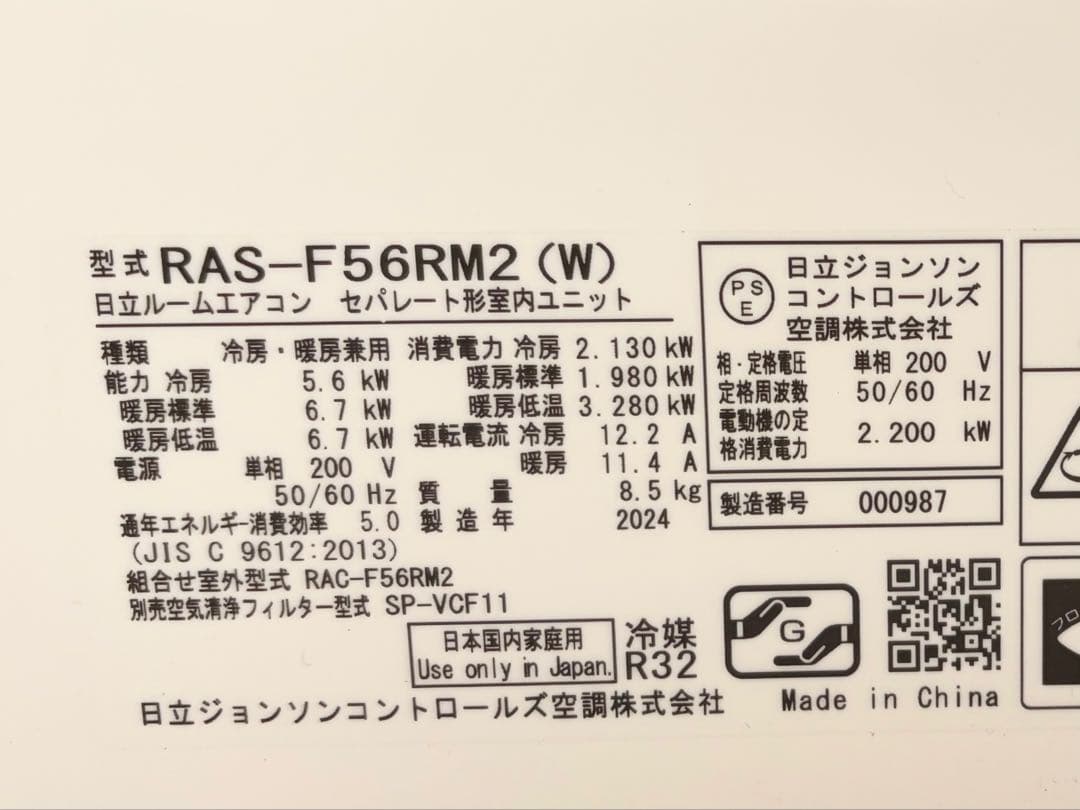 型式 RAS-F56RM2(W)
日立ルームエアコン セパレート形室内ユニット
種類 冷房・暖房兼用
能力 冷房 5.6 kW
暖房標準 6.7 kW
暖房低温 6.7 kW
電源 単相 200 V
50/60 Hz
通年エネルギｰ消費効率 5.0
(JIS C 9612:2013)
消費電力 冷房 2.130 kW
暖房標準 1.980 kW
暖房低温 3.280 kW
運転電流 冷房 12.2 A
暖房 11.4 A
質量 8.5 kg
製造年 2024
組合せ室外型式 RAC-F56RM2
別売空気清浄フィルター型式 SP-VCF11
日本国内家庭用
Use only in Japan.
冷媒
R32
日立ジョンソンコントロールズ空調株式会社
PS
E
日立ジョンソン
コントロールズ
空調株式会社
相・定格電圧 単相 200 V
定格周波数 50/60 Hz
電動機の定
格消費電力 2.200 kW
製造番号 000987
G
Made in China
フロ